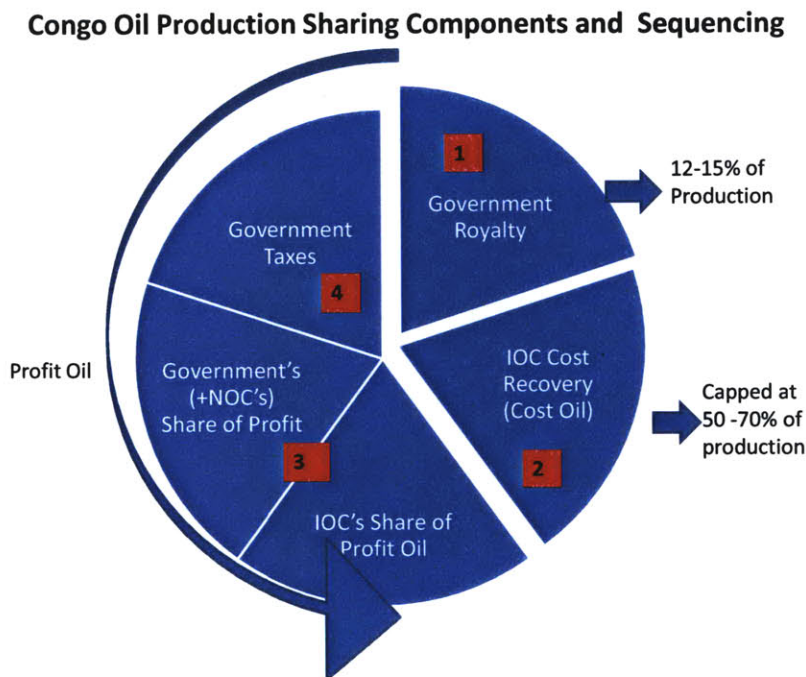 Congo Oil Production Sharing Components and Sequencing
1
Government
Royalty
12-15% of
Production
IOC Cost
Recovery
(Cost Oil)
2
Capped at
50 -70% of
production
3
IOC's Share of
Profit Oil
Government's
(+NOC's)
Share of Profit
Government
Taxes
4
Profit Oil